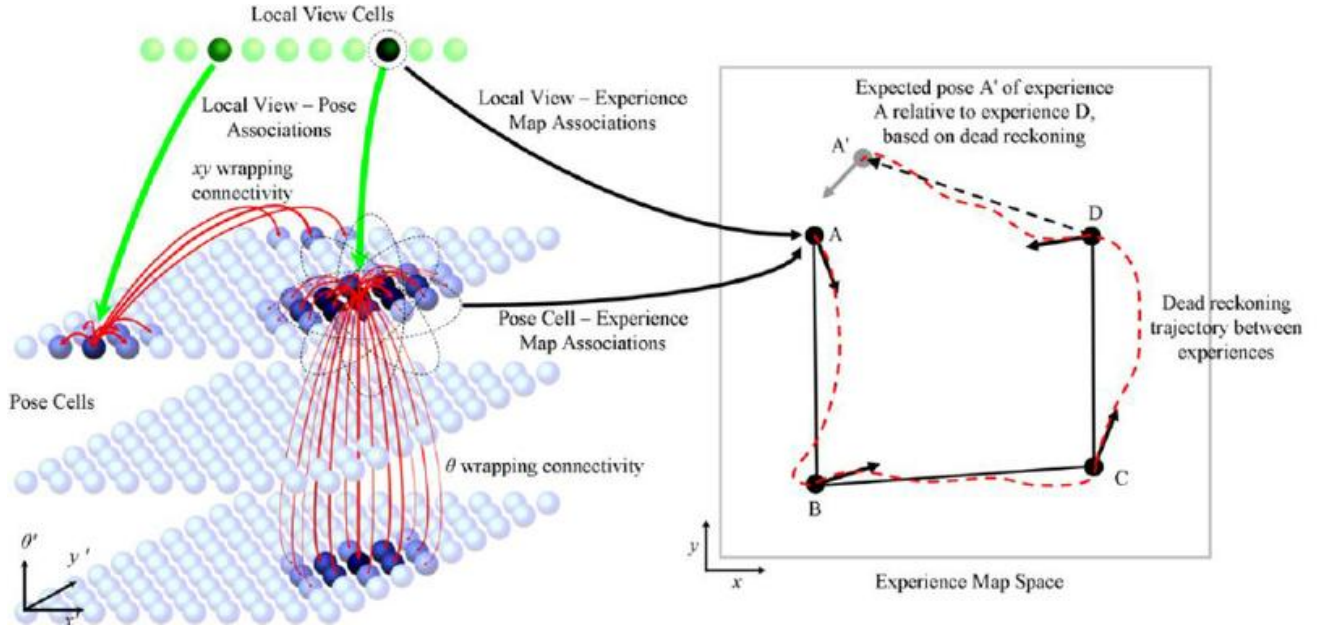 Local View Cells
Local View – Pose
Associations
xy wrapping
connectivity
Local View – Experience
Map Associations
Pose Cell – Experience
Map Associations
Pose Cells
θ wrapping connectivity
θ'
y'
x'
Expected pose A' of experience
A relative to experience D,
based on dead reckoning
A'
A
D
Dead reckoning
trajectory between
experiences
B
C
y
x
Experience Map Space